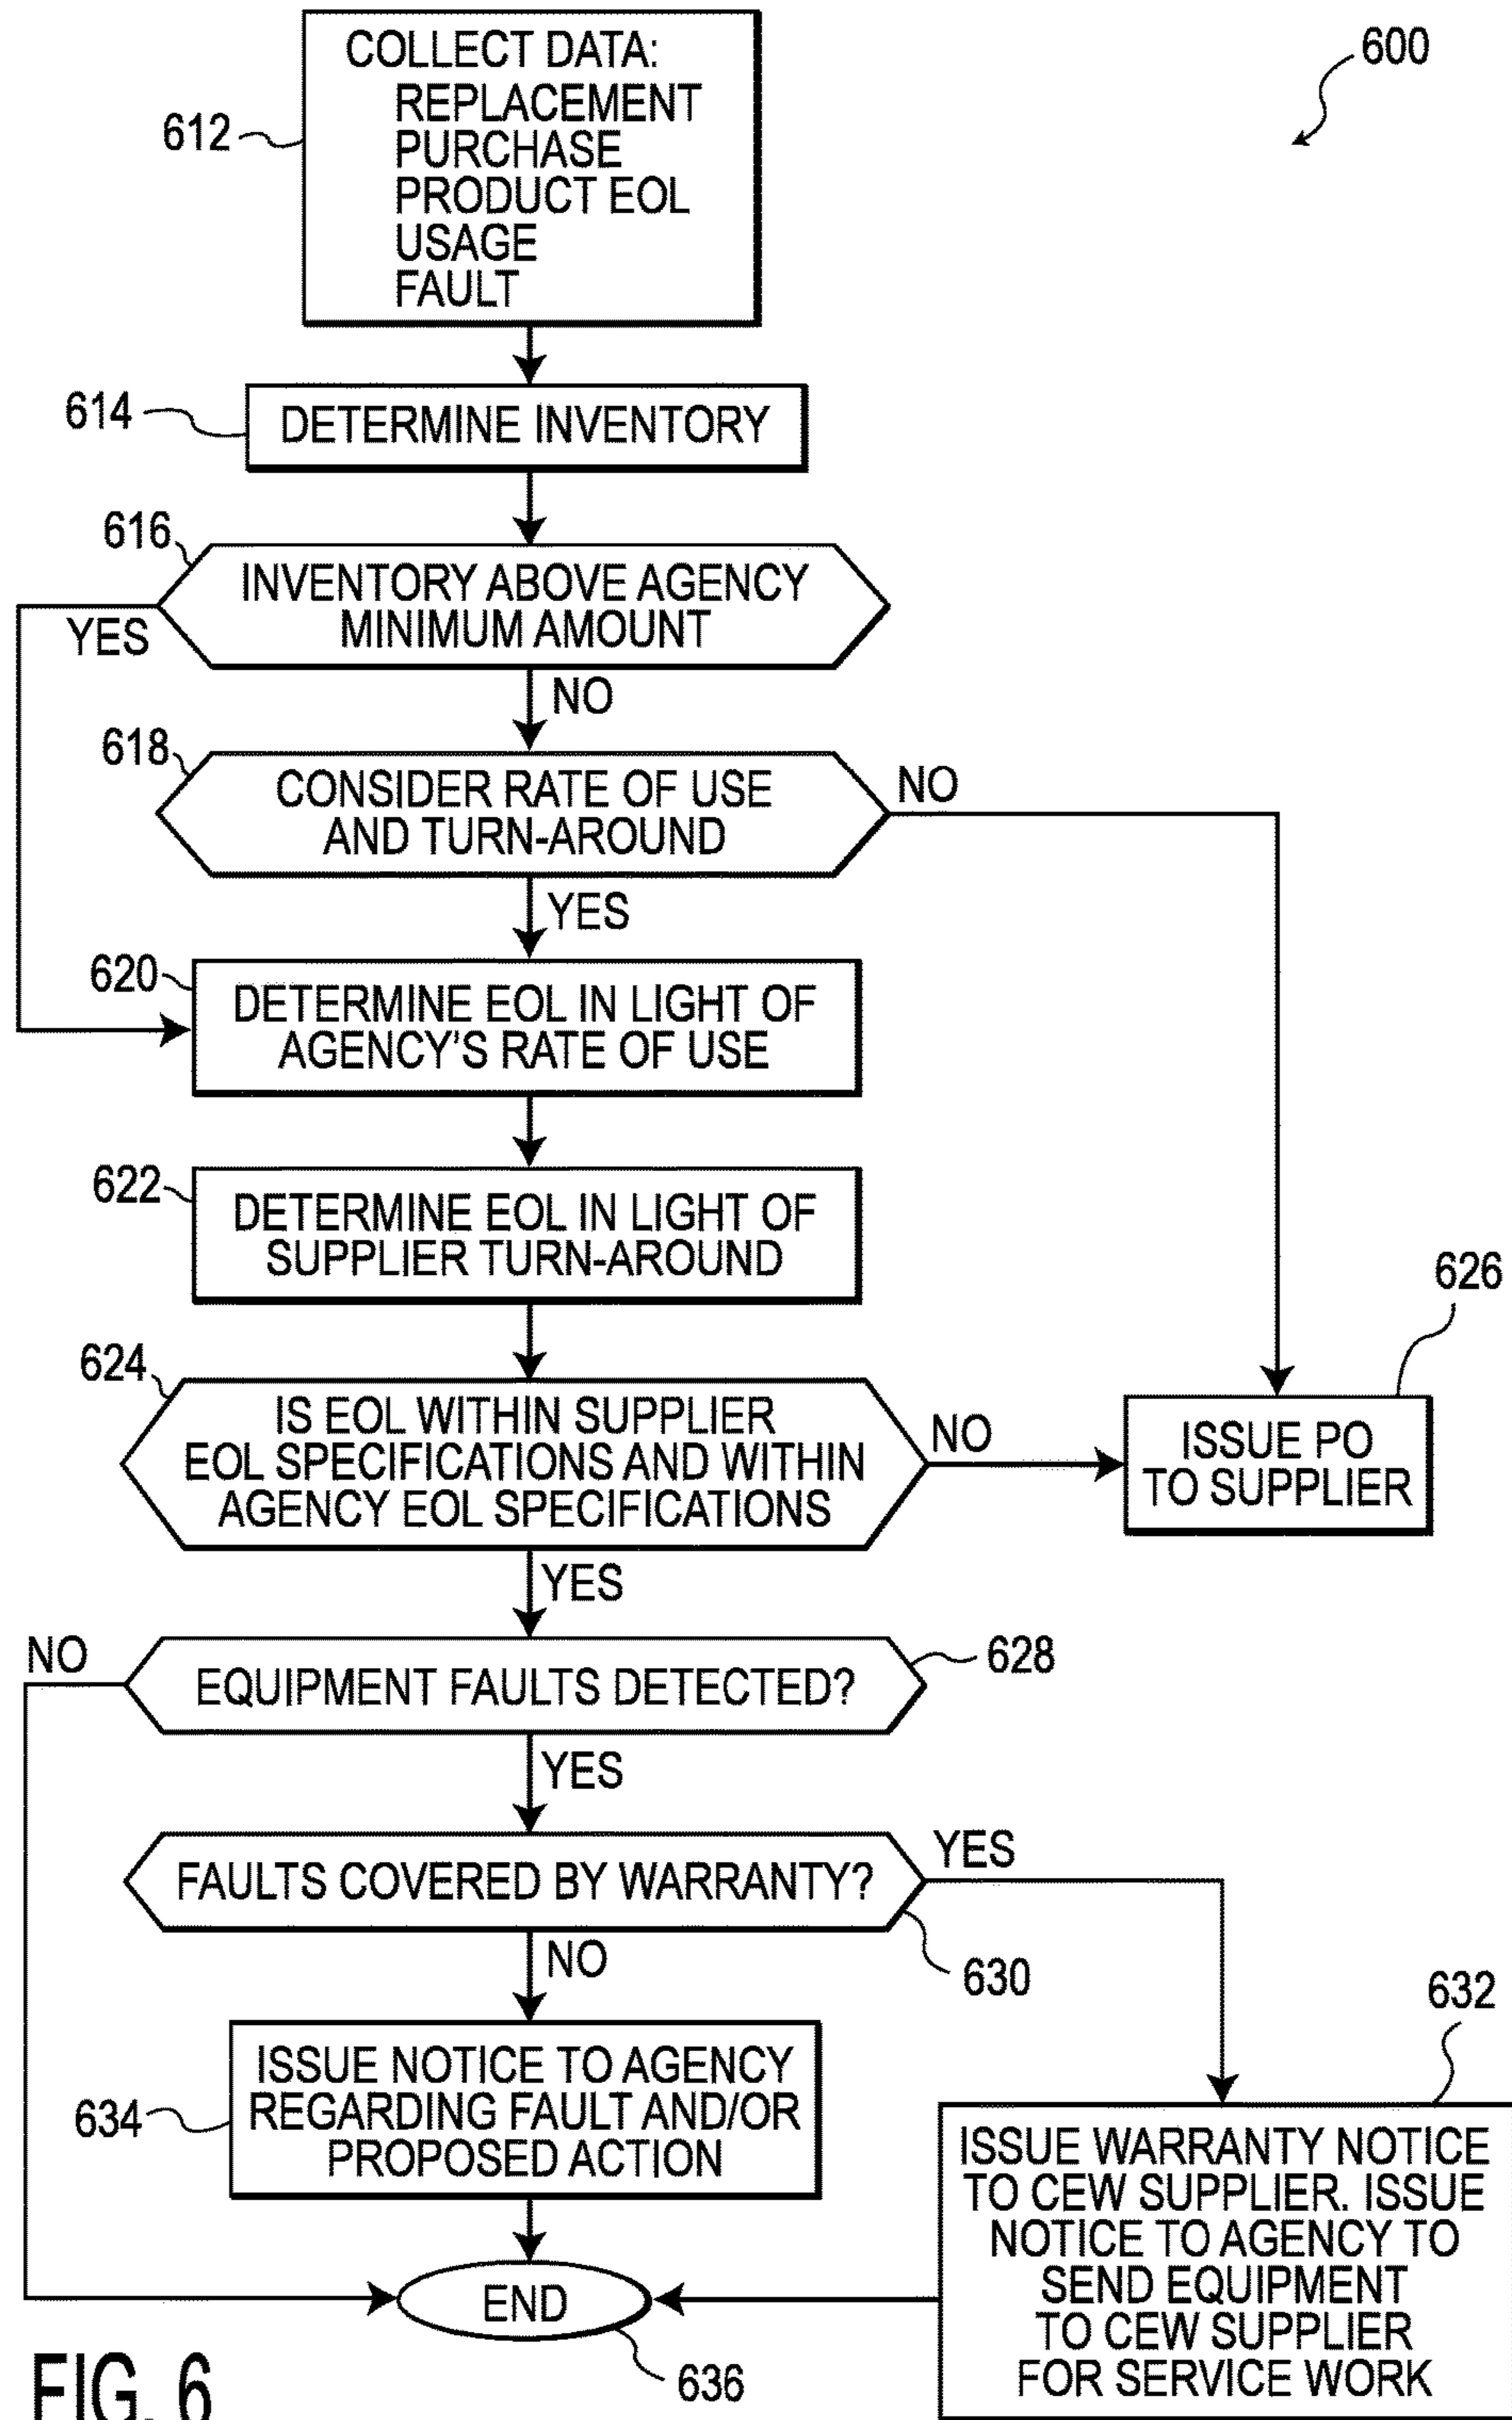 600
COLLECT DATA:
REPLACEMENT
PURCHASE
PRODUCT EOL
USAGE
FAULT
612
614
DETERMINE INVENTORY
616
INVENTORY ABOVE AGENCY
MINIMUM AMOUNT
YES
NO
618
CONSIDER RATE OF USE
AND TURN-AROUND
NO
YES
620
DETERMINE EOL IN LIGHT OF
AGENCY'S RATE OF USE
622
DETERMINE EOL IN LIGHT OF
SUPPLIER TURN-AROUND
624
IS EOL WITHIN SUPPLIER
EOL SPECIFICATIONS AND WITHIN
AGENCY EOL SPECIFICATIONS
NO
626
ISSUE PO
TO SUPPLIER
YES
NO
EQUIPMENT FAULTS DETECTED?
628
YES
FAULTS COVERED BY WARRANTY?
YES
630
NO
632
634
ISSUE NOTICE TO AGENCY
REGARDING FAULT AND/OR
PROPOSED ACTION
ISSUE WARRANTY NOTICE
TO CEW SUPPLIER. ISSUE
NOTICE TO AGENCY TO
SEND EQUIPMENT
TO CEW SUPPLIER
FOR SERVICE WORK
END
636
FIG. 6